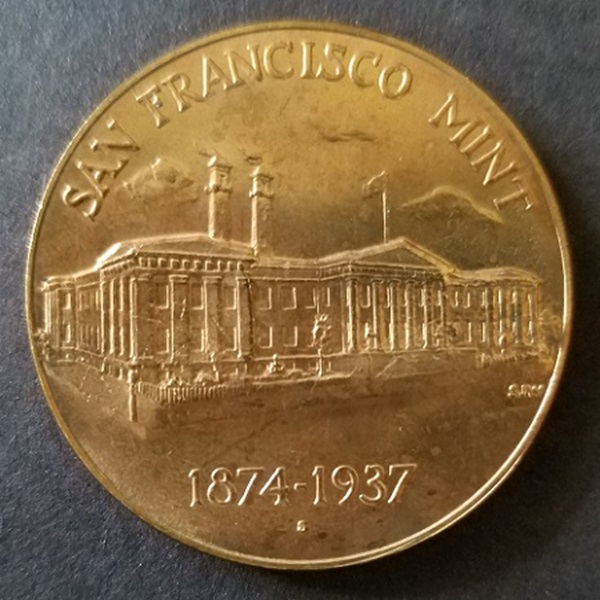 SAN FRANCISCO MINT
1874-1937
S